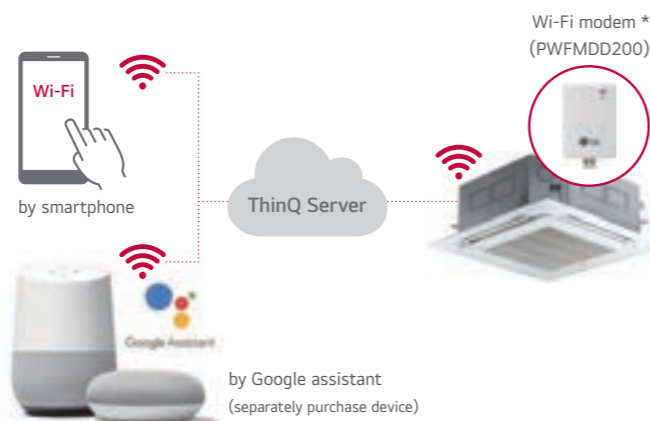 Wi-Fi modem *
(PWFMDD200)
Wi-Fi
by smartphone
ThinQ Server
Google Assistant
by Google assistant
(separately purchase device)